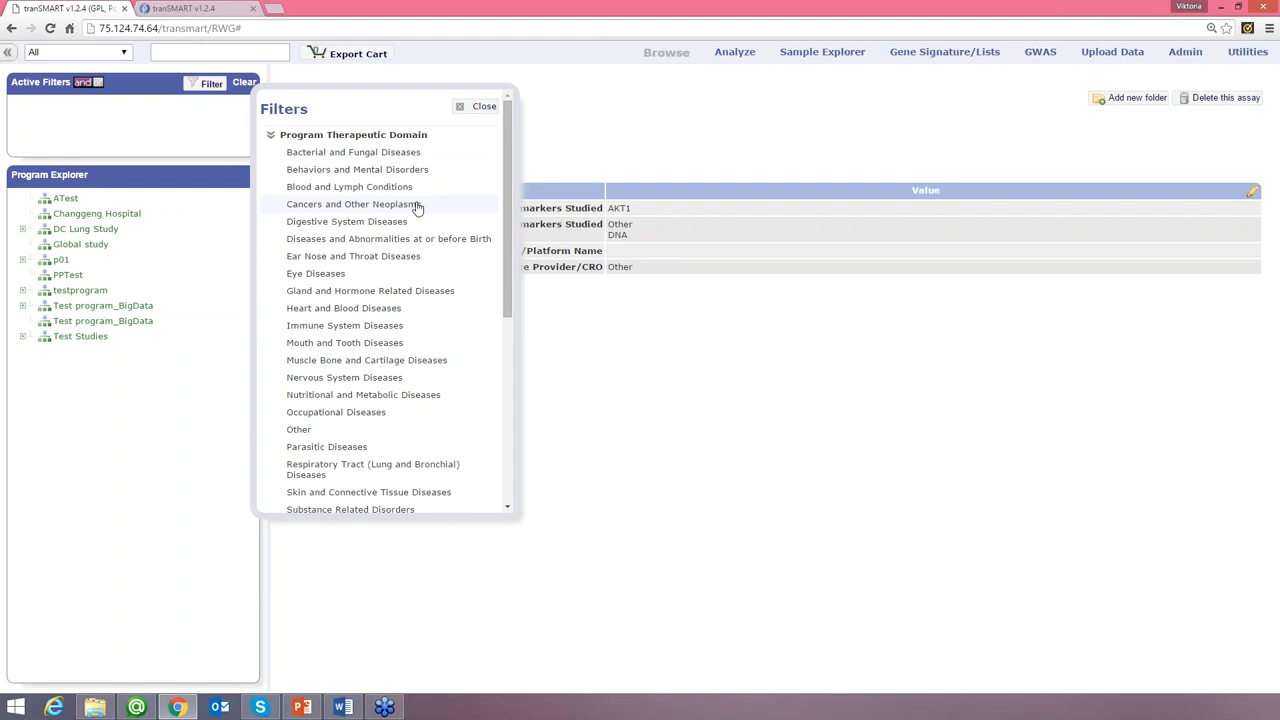 Viktoria
tranSMART v1.2.4 (GPL, Po
tranSMART v1.2.4
75.124.74.64/transmart/RWG#
All
Export Cart
Browse
Analyze
Sample Explorer
Gene Signature/Lists
GWAS
Upload Data
Admin
Utilities
Active Filters
Filter
Clear
Program Explorer
ATest
Changgeng Hospital
DC Lung Study
Global study
p01
PPTest
testprogram
Test program_BigData
Test program_BigData
Test Studies
Filters
Close
Program Therapeutic Domain
Bacterial and Fungal Diseases
Behaviors and Mental Disorders
Blood and Lymph Conditions
Cancers and Other Neoplasms
Digestive System Diseases
Diseases and Abnormalities at or before Birth
Ear Nose and Throat Diseases
Eye Diseases
Gland and Hormone Related Diseases
Heart and Blood Diseases
Immune System Diseases
Mouth and Tooth Diseases
Muscle Bone and Cartilage Diseases
Nervous System Diseases
Nutritional and Metabolic Diseases
Occupational Diseases
Other
Parasitic Diseases
Respiratory Tract (Lung and Bronchial)
Diseases
Skin and Connective Tissue Diseases
Substance Related Disorders
Add new folder
Delete this assay
Value
markers Studied AKT1
markers Studied Other
DNA
/Platform Name
e Provider/CRO Other